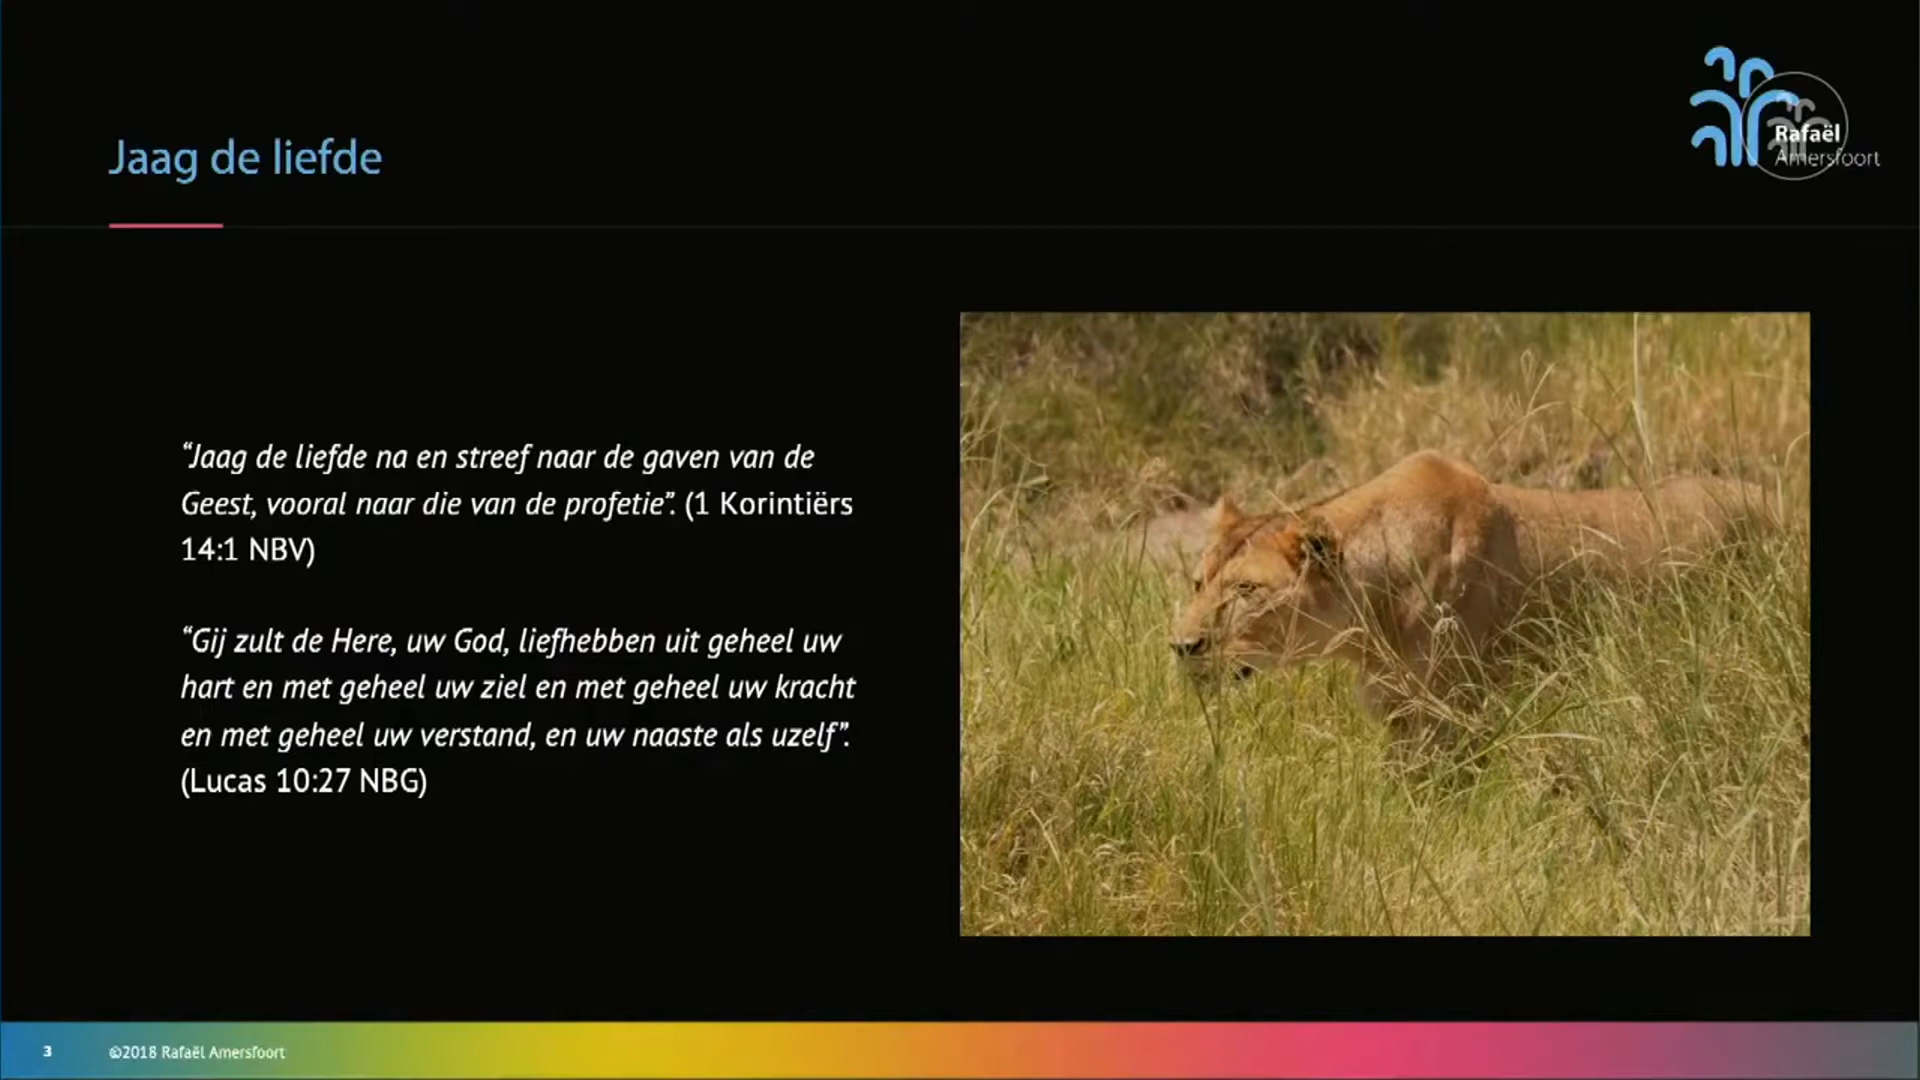 Rafaël
Amersfoort
Jaag de liefde
“Jaag de liefde na en streef naar de gaven van de
Geest, vooral naar die van de profetie”. (1 Korintiërs
14:1 NBV)
“Gij zult de Here, uw God, liefhebben uit geheel uw
hart en met geheel uw ziel en met geheel uw kracht
en met geheel uw verstand, en uw naaste als uzelf”.
(Lucas 10:27 NBG)
3
©2018 Rafaël Amersfoort